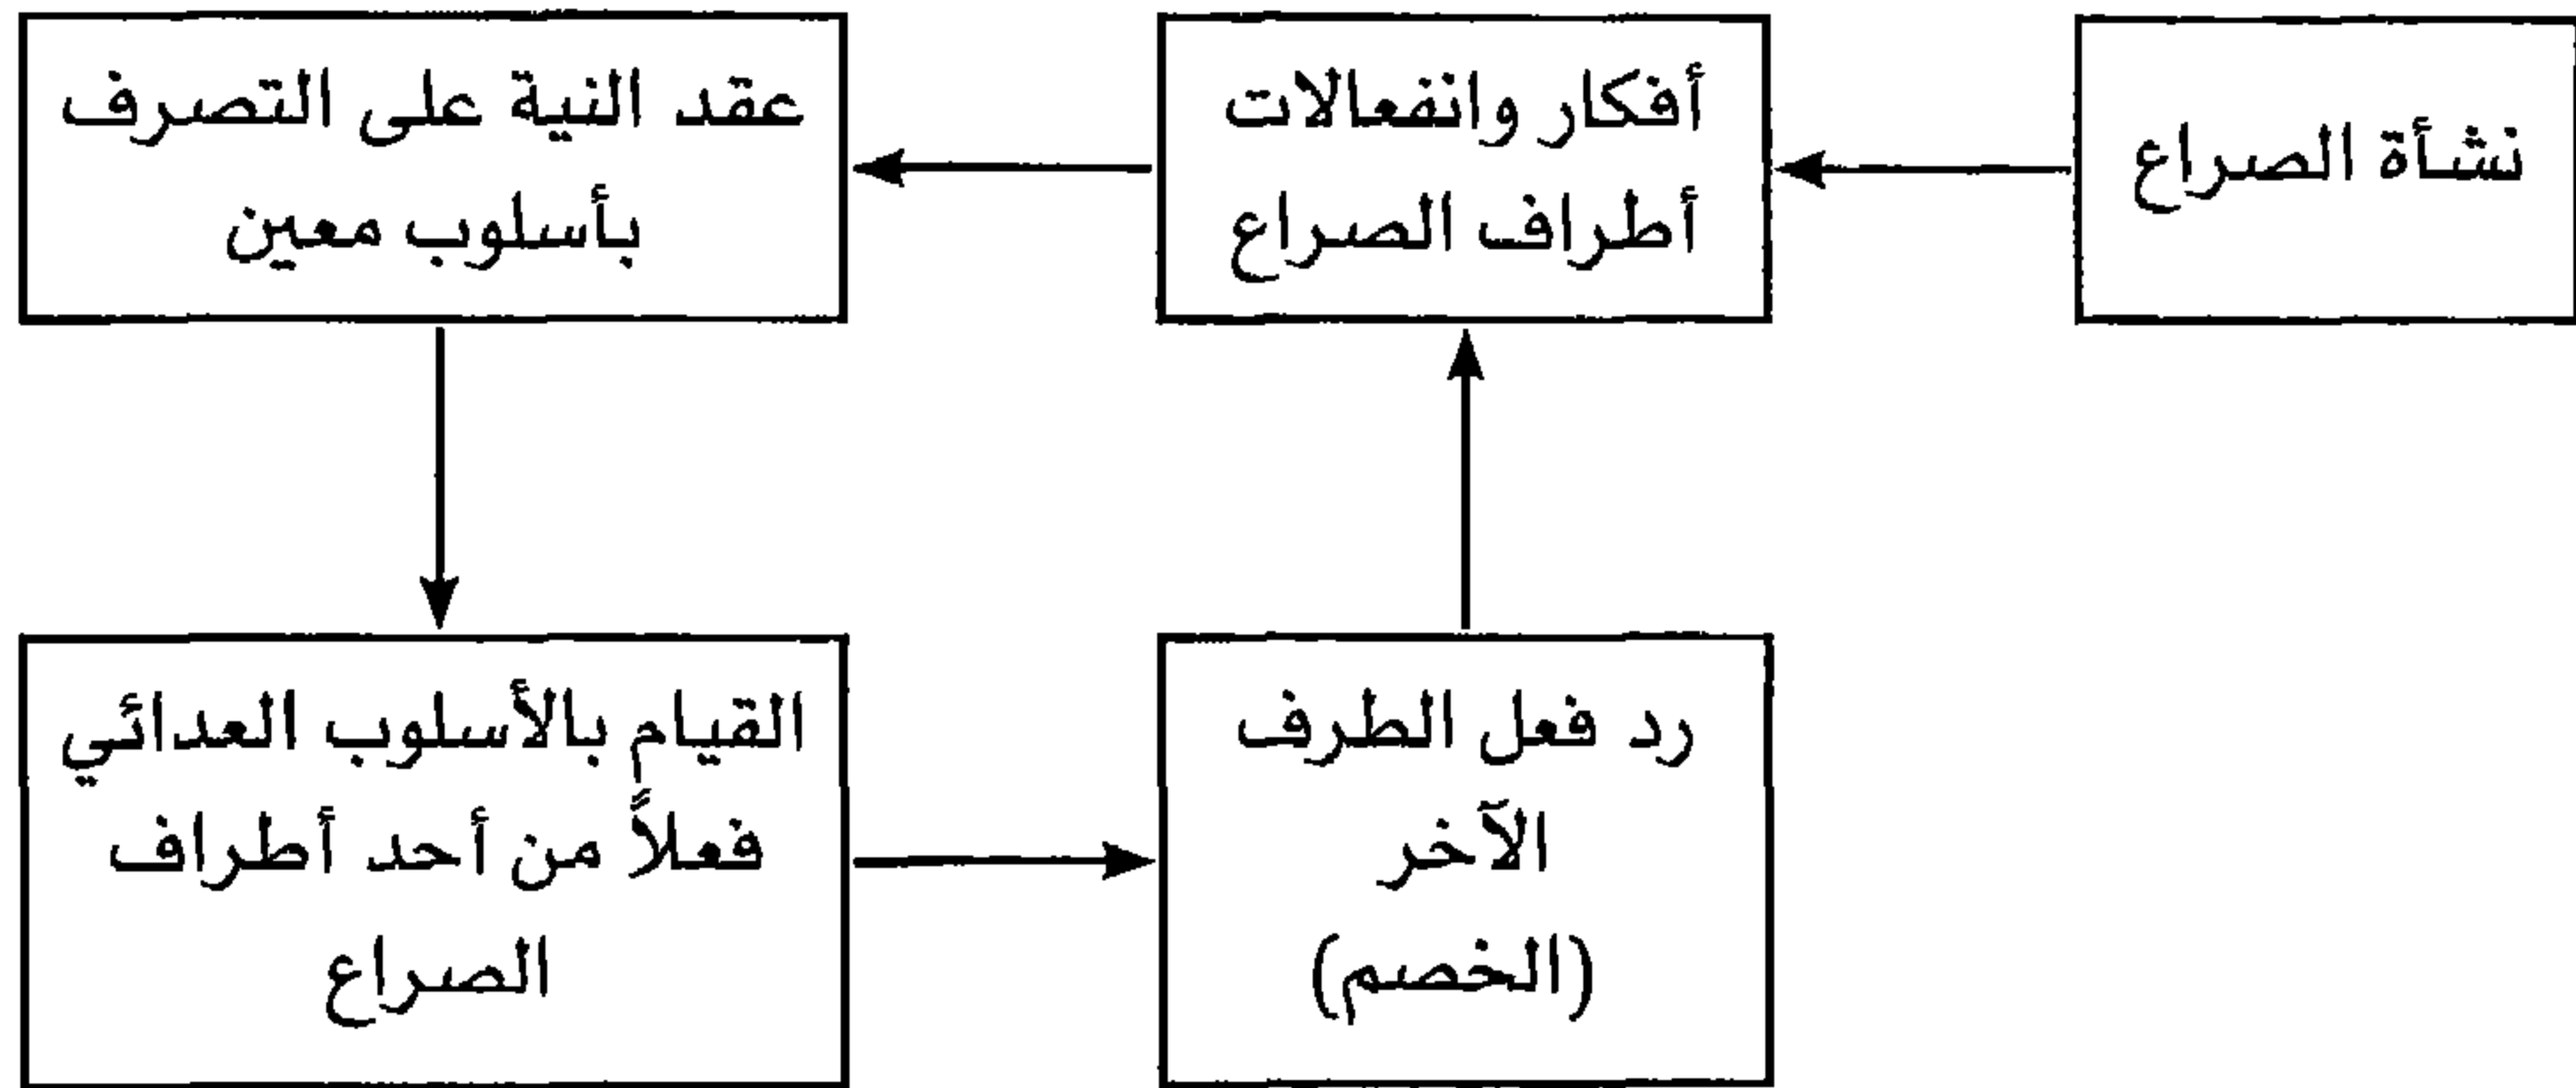 نشأة الصراع
أفكار وانفعالات
أطراف الصراع
عقد النية على التصرف
بأسلوب معين
القيام بالأسلوب العدائي
فعلاً من أحد أطراف
الصراع
رد فعل الطرف
الآخر
(الخصم)